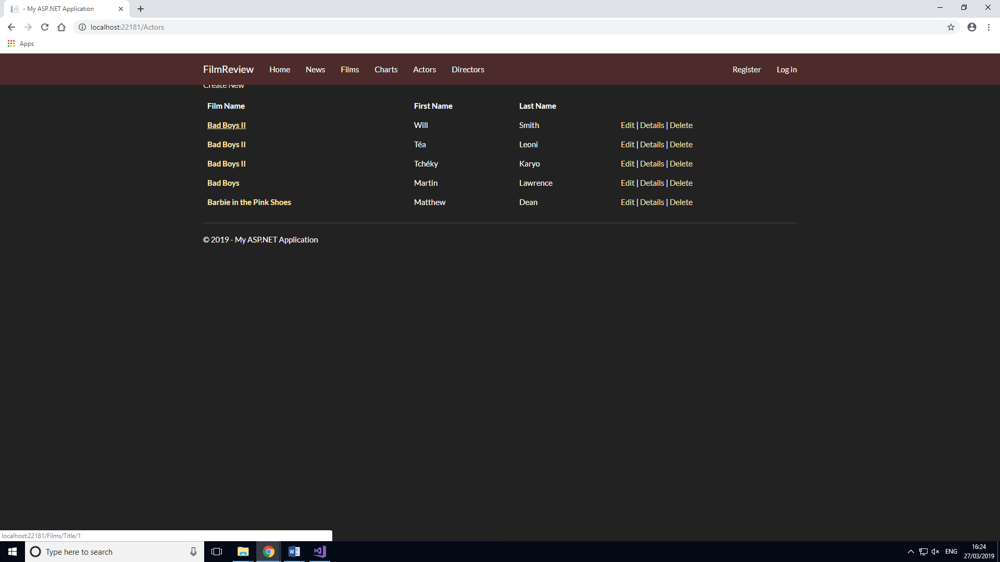 - My ASP.NET Application
localhost:22181/Actors
Apps
FilmReview Home News Films Charts Actors Directors Register Log in
Create New
Film Name First Name Last Name
Bad Boys II Will Smith Edit | Details | Delete
Bad Boys II Téa Leoni Edit | Details | Delete
Bad Boys II Tchéky Karyo Edit | Details | Delete
Bad Boys Martin Lawrence Edit | Details | Delete
Barbie in the Pink Shoes Matthew Dean Edit | Details | Delete
© 2019 - My ASP.NET Application
localhost:22181/Films/Title/1
Type here to search
ENG
16:24
27/03/2019